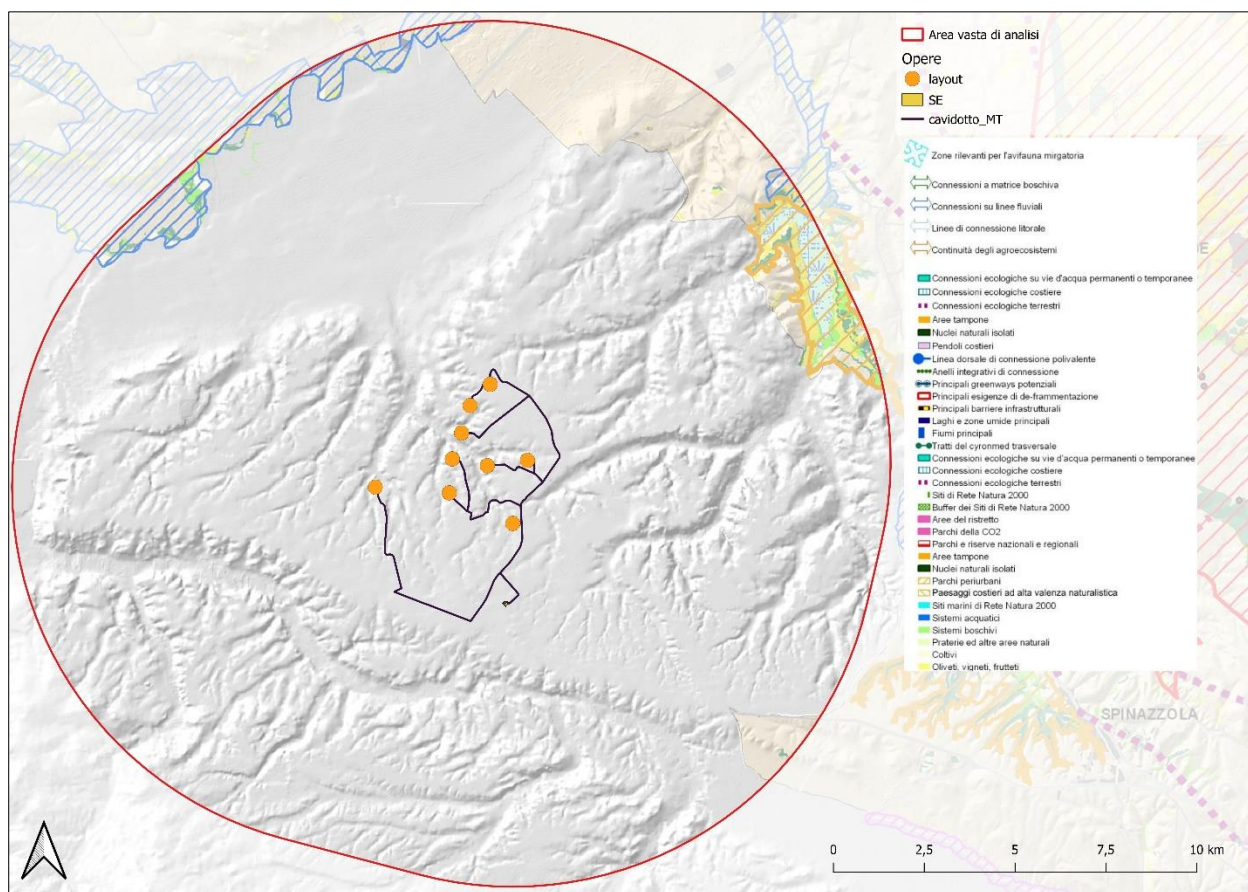 Area vasta di analisi
Opere
layout
SE
cavidotto_MT
Zone rilevanti per l'avifauna mirgatoria
Connessioni a matrice boschiva
Connessioni su linee fluviali
Linee di connessione litorale
Continuità degli agroecosistemi
Connessioni ecologiche su vie d'acqua permanenti o temporanee
Connessioni ecologiche costiere
Connessioni ecologiche terrestri
Aree tampone
Nuclei naturali isolati
Pendoli costieri
Linea dorsale di connessione polivalente
Anelli integrativi di connessione
Principali greenways potenziali
Principali esigenze di de-frammentazione
Principali barriere infrastrutturali
Laghi e zone umide principali
Fiumi principali
Tratti del cyronmed trasversale
Connessioni ecologiche su vie d'acqua permanenti o temporanee
Connessioni ecologiche costiere
Connessioni ecologiche terrestri
Siti di Rete Natura 2000
Buffer dei Siti di Rete Natura 2000
Aree del ristretto
Parchi della CO2
Parchi e riserve nazionali e regionali
Aree tampone
Nuclei naturali isolati
Parchi periurbani
Paesaggi costieri ad alta valenza naturalistica
Siti marini di Rete Natura 2000
Sistemi acquatici
Sistemi boschivi
Praterie ed altre aree naturali
Coltivi
Oliveti, vigneti, frutteti
SPINAZZOLA
0 2,5 5 7,5 10 km